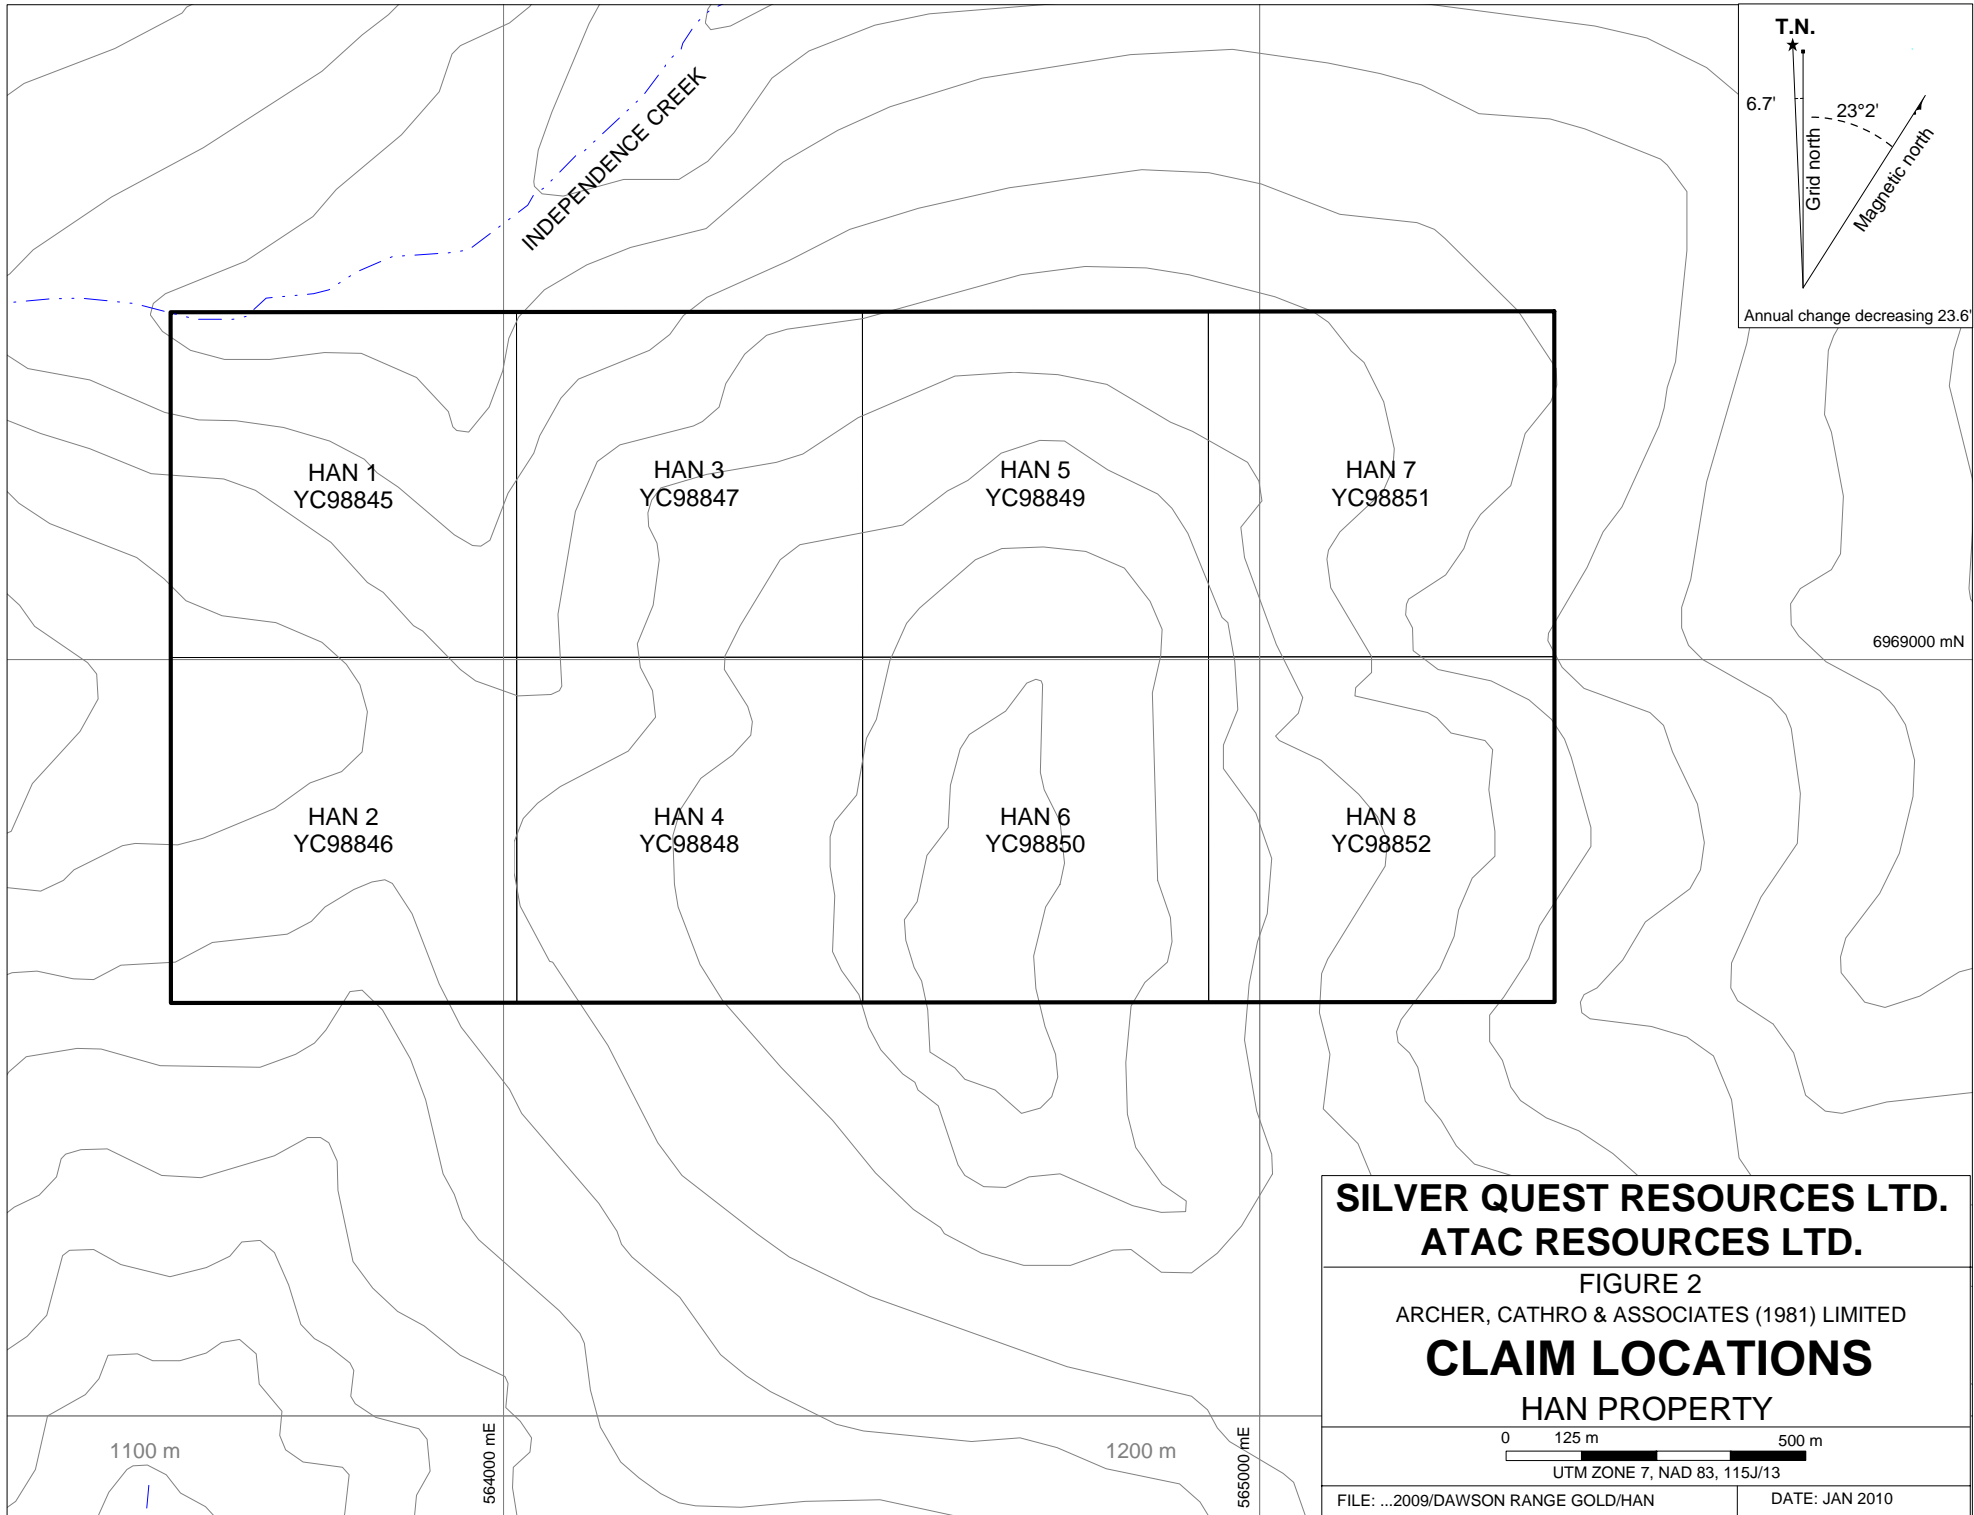 T.N.
6.7'
23°2'
Grid north
Magnetic north
Annual change decreasing 23.6'
INDEPENDENCE CREEK
HAN 1
YC98845
HAN 3
YC98847
HAN 5
YC98849
HAN 7
YC98851
6969000 mN
HAN 2
YC98846
HAN 4
YC98848
HAN 6
YC98850
HAN 8
YC98852
1100 m
564000 mE
1200 m
565000 mE
SILVER QUEST RESOURCES LTD.
ATAC RESOURCES LTD.
FIGURE 2
ARCHER, CATHRO & ASSOCIATES (1981) LIMITED
CLAIM LOCATIONS
HAN PROPERTY
0 125 m 500 m
UTM ZONE 7, NAD 83, 115J/13
FILE: ...2009/DAWSON RANGE GOLD/HAN
DATE: JAN 2010